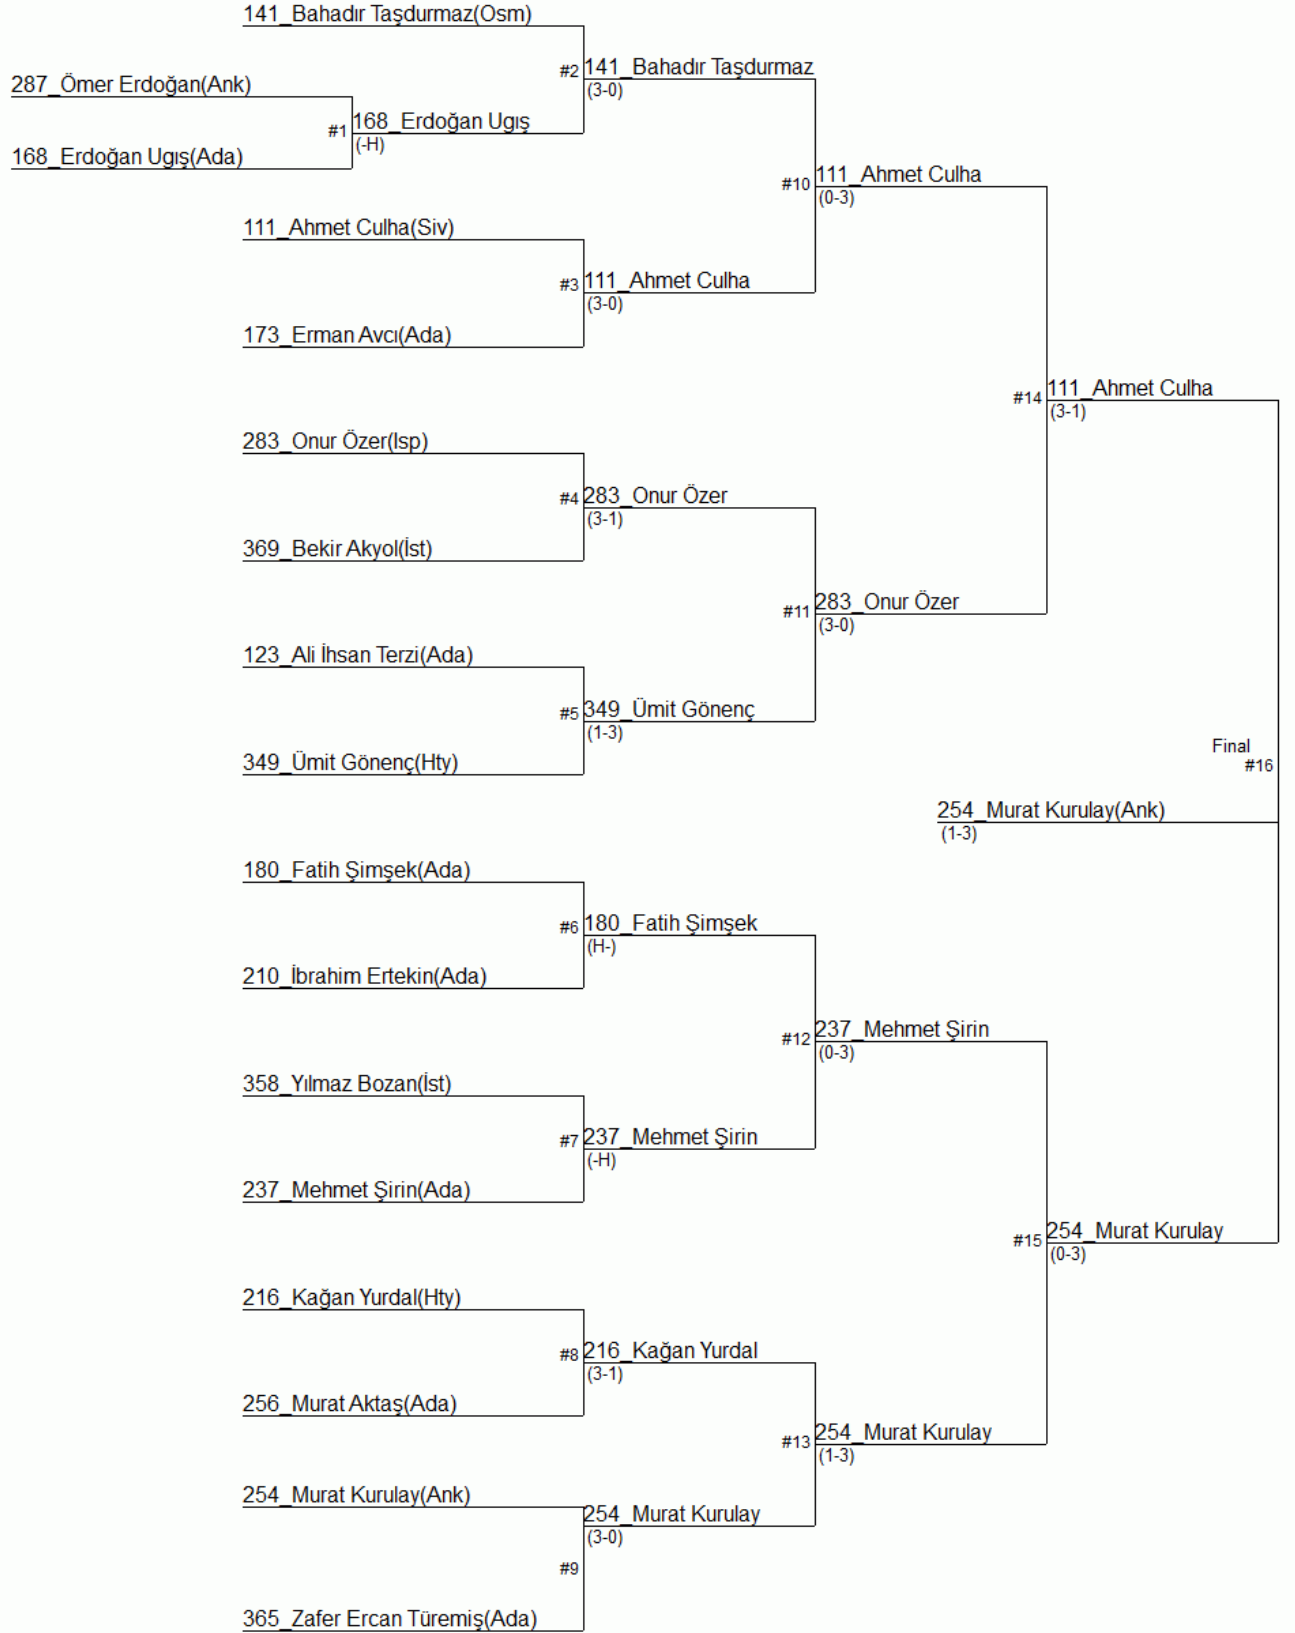 141_Bahadır Taşdurmaz(Osm)
#2 141_Bahadır Taşdurmaz
(3-0)
287_Ömer Erdoğan(Ank)
#1 168_Erdoğan Ugış
(-H)
168_Erdoğan Ugış(Ada)
#10 111_Ahmet Culha
(0-3)
111_Ahmet Culha(Siv)
#3 111_Ahmet Culha
(3-0)
173_Erman Avcı(Ada)
#14 111_Ahmet Culha
(3-1)
283_Onur Özer(Isp)
#4 283_Onur Özer
(3-1)
369_Bekir Akyol(İst)
#11 283_Onur Özer
(3-0)
123_Ali İhsan Terzi(Ada)
#5 349_Ümit Gönenç
(1-3)
349_Ümit Gönenç(Hty)
Final
#16
254_Murat Kurulay(Ank)
(1-3)
180_Fatih Şimşek(Ada)
#6 180_Fatih Şimşek
(H-)
210_İbrahim Ertekin(Ada)
#12 237_Mehmet Şirin
(0-3)
358_Yılmaz Bozan(İst)
#7 237_Mehmet Şirin
(-H)
237_Mehmet Şirin(Ada)
#15 254_Murat Kurulay
(0-3)
216_Kağan Yurdal(Hty)
#8 216_Kağan Yurdal
(3-1)
256_Murat Aktaş(Ada)
#13 254_Murat Kurulay
(1-3)
254_Murat Kurulay(Ank)
254_Murat Kurulay
(3-0)
#9
365_Zafer Ercan Türemiş(Ada)